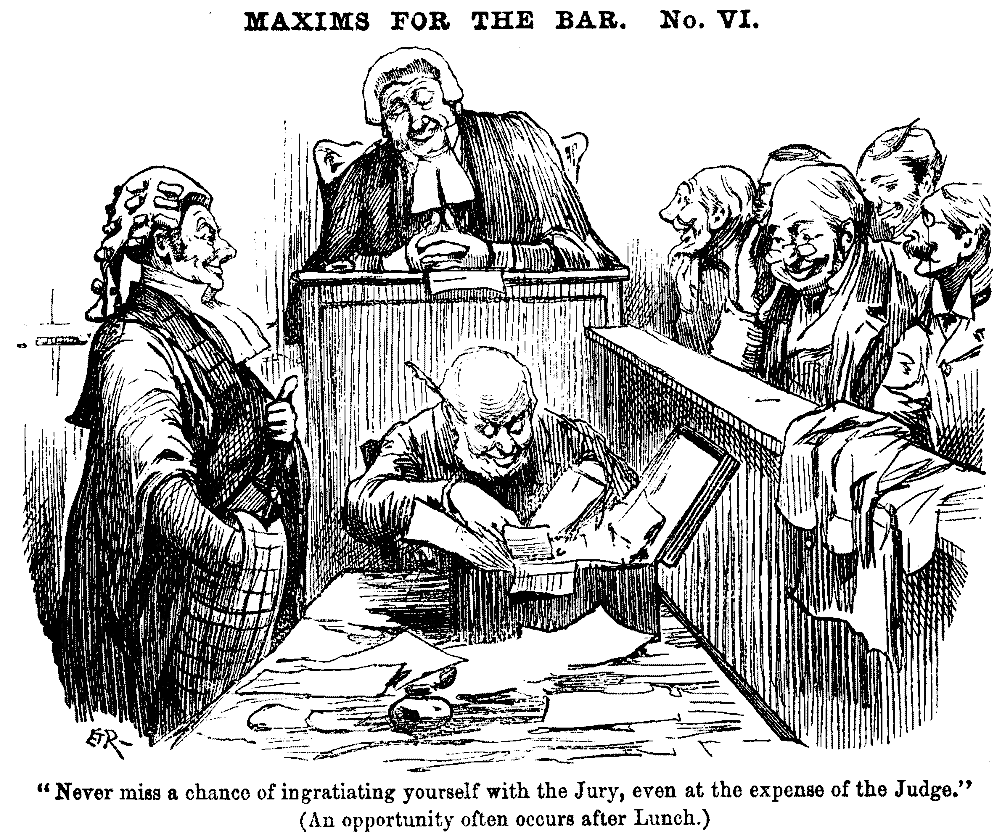 MAXIMS FOR THE BAR. No. VI.
"Never miss a chance of ingratiating yourself with the Jury, even at the expense of the Judge."
(An opportunity often occurs after Lunch.)